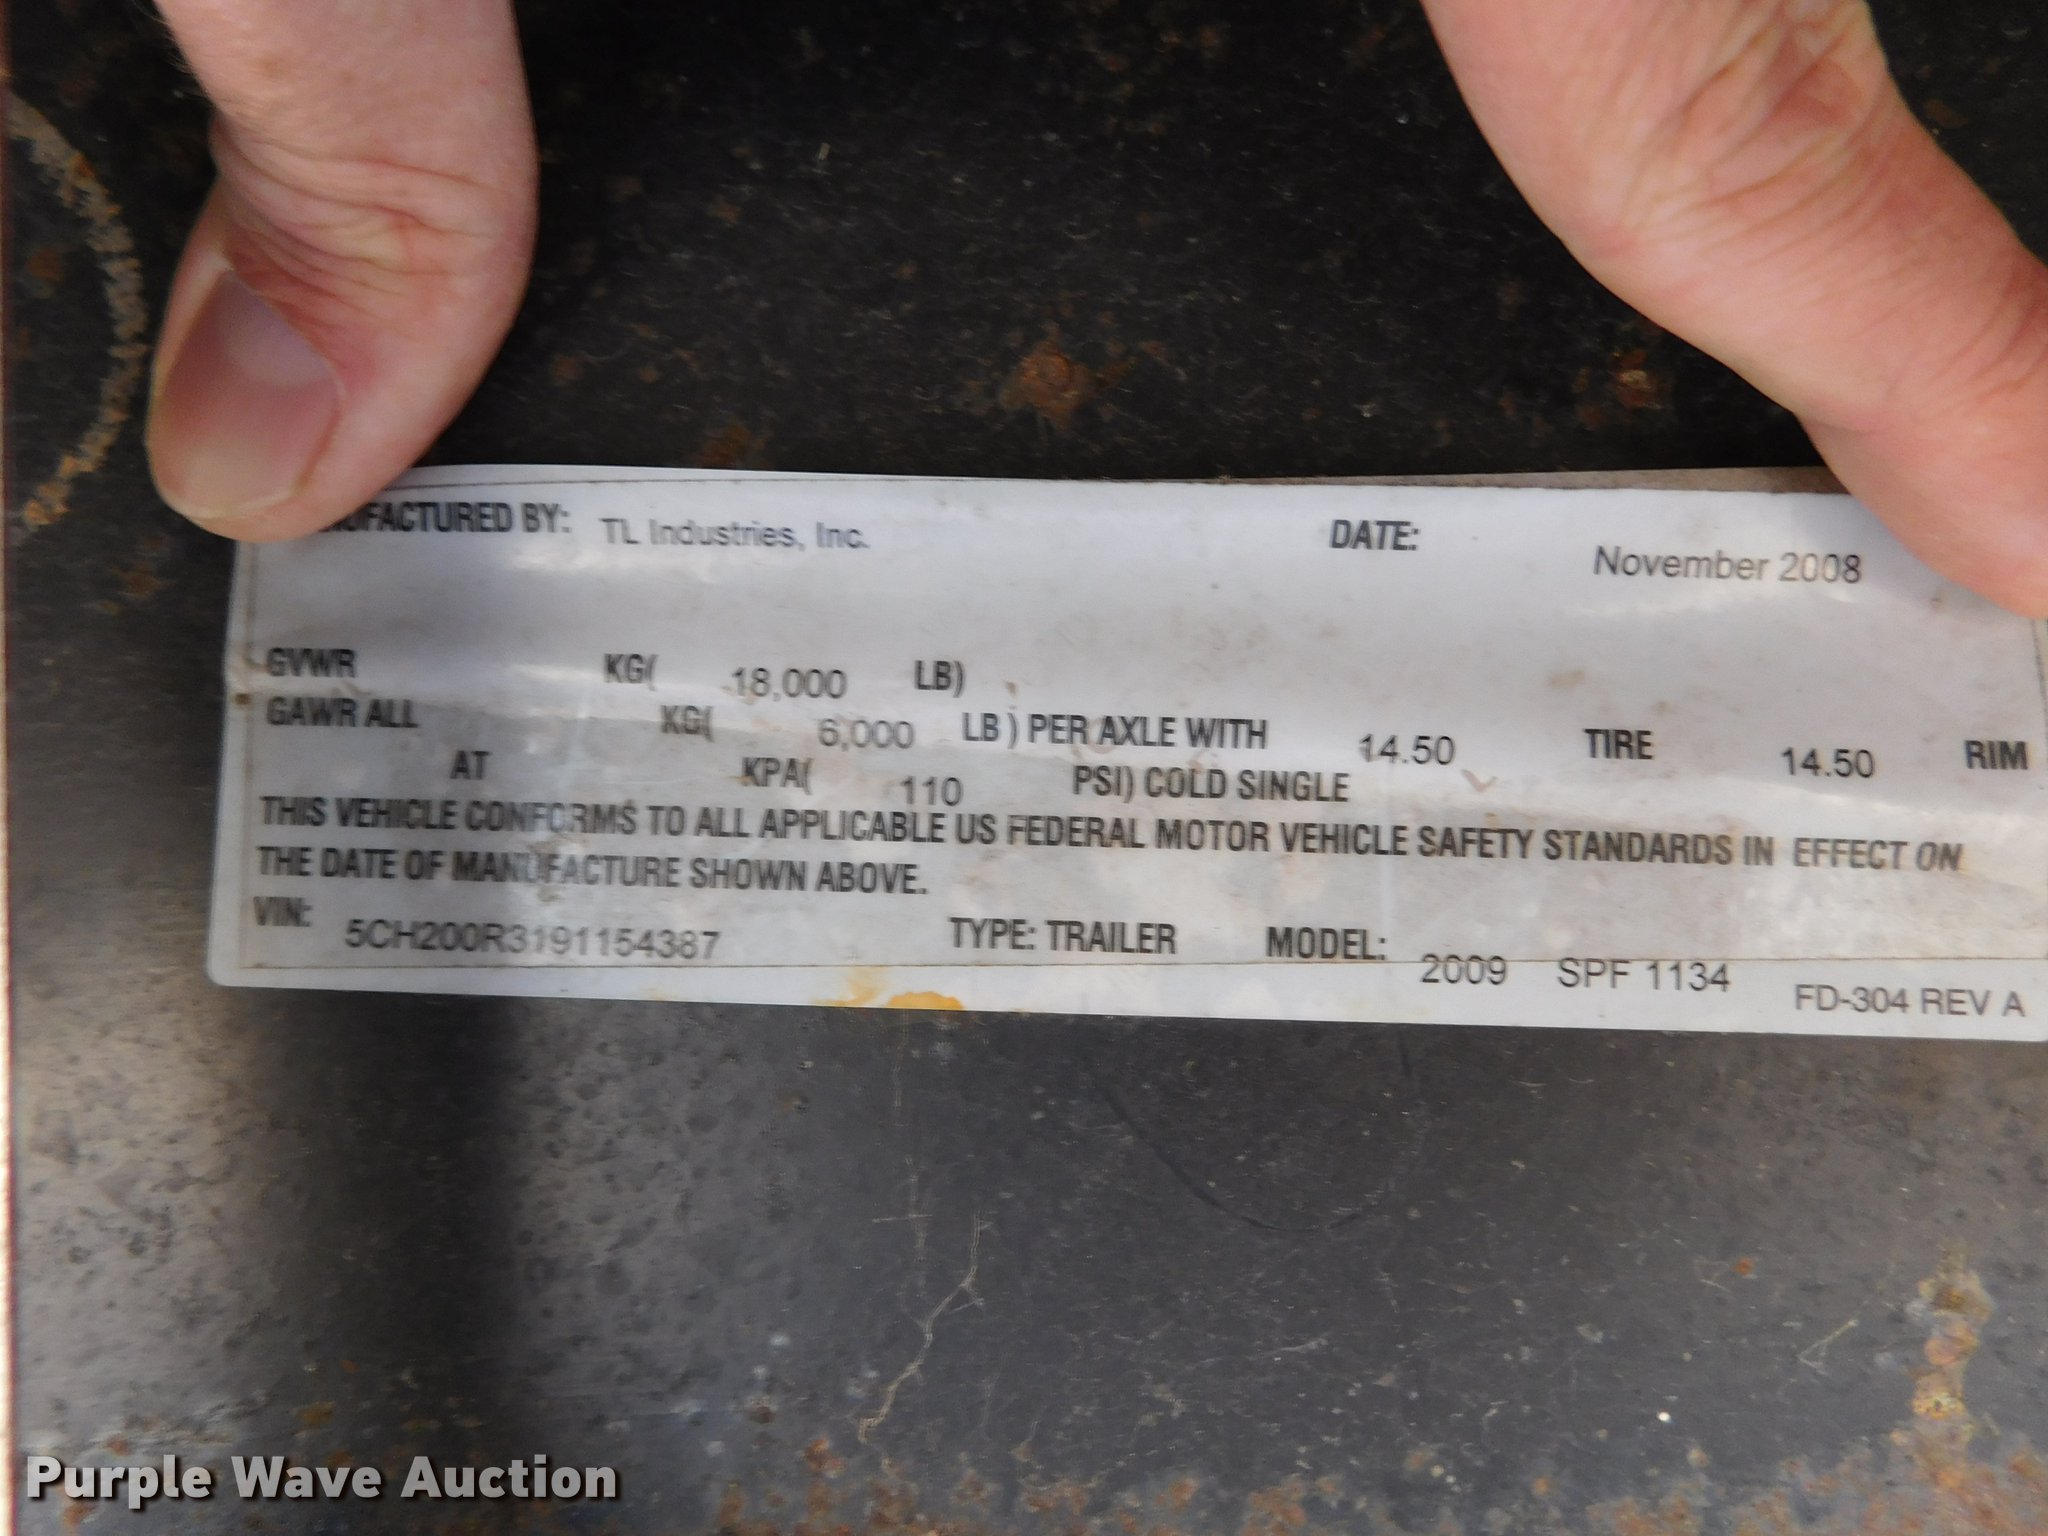 MANUFACTURED BY: TL Industries, Inc. DATE: November 2008
GVWR KG( 18,000 LB)
GAWR ALL KG( 6,000 LB ) PER AXLE WITH 14.50 TIRE 14.50 RIM
AT KPA( 110 PSI) COLD SINGLE
THIS VEHICLE CONFORMS TO ALL APPLICABLE US FEDERAL MOTOR VEHICLE SAFETY STANDARDS IN EFFECT ON
THE DATE OF MANUFACTURE SHOWN ABOVE.
VIN: 5CH200R3191154387 TYPE: TRAILER MODEL: 2009 SPF 1134 FD-304 REV A
Purple Wave Auction